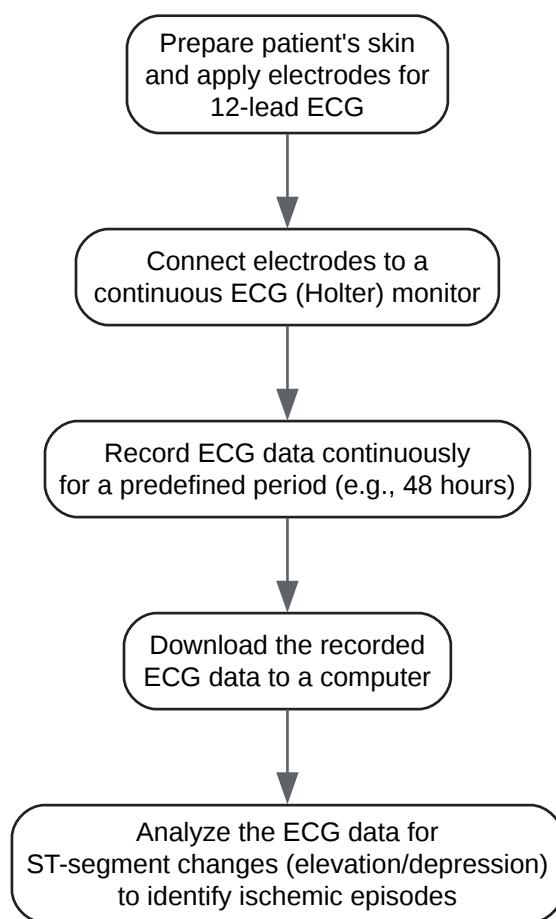 Prepare patient's skin
and apply electrodes for
12-lead ECG
Connect electrodes to a
continuous ECG (Holter) monitor
Record ECG data continuously
for a predefined period (e.g., 48 hours)
Download the recorded
ECG data to a computer
Analyze the ECG data for
ST-segment changes (elevation/depression)
to identify ischemic episodes